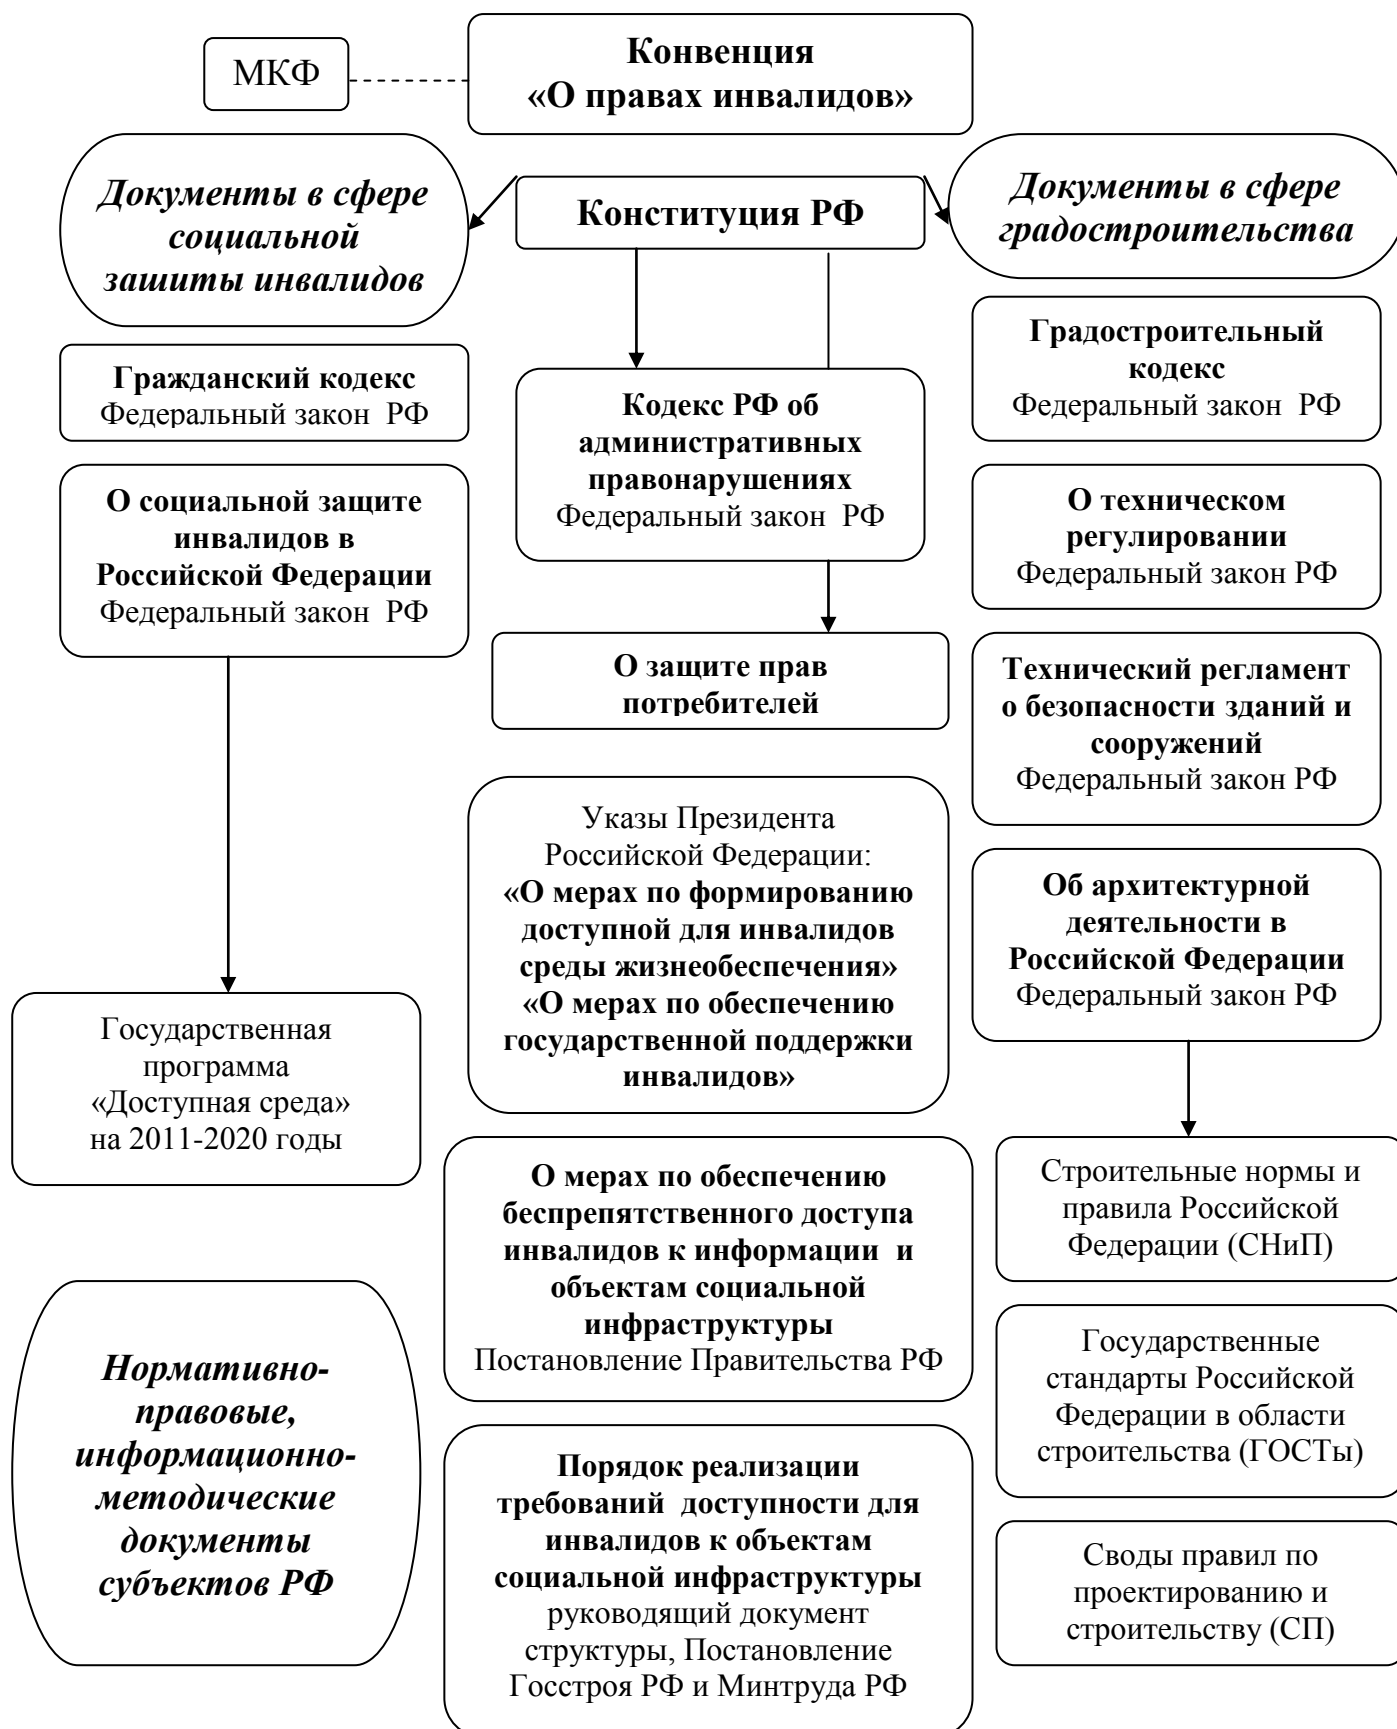 МКФ
Конвенция
«О правах инвалидов»
Документы в сфере
социальной
зашиты инвалидов
Конституция РФ
Документы в сфере
градостроительства
Гражданский кодекс
Федеральный закон РФ
О социальной защите
инвалидов в
Российской Федерации
Федеральный закон РФ
Государственная
программа
«Доступная среда»
на 2011-2020 годы
Нормативно-
правовые,
информационно-
методические
документы
субъектов РФ
Кодекс РФ об
административных
правонарушениях
Федеральный закон РФ
О защите прав
потребителей
Указы Президента
Российской Федерации:
«О мерах по формированию
доступной для инвалидов
среды жизнеобеспечения»
«О мерах по обеспечению
государственной поддержки
инвалидов»
О мерах по обеспечению
беспрепятственного доступа
инвалидов к информации и
объектам социальной
инфраструктуры
Постановление Правительства РФ
Порядок реализации
требований доступности для
инвалидов к объектам
социальной инфраструктуры
руководящий документ
структуры, Постановление
Госстроя РФ и Минтруда РФ
Градостроительный
кодекс
Федеральный закон РФ
О техническом
регулировании
Федеральный закон РФ
Технический регламент
о безопасности зданий и
сооружений
Федеральный закон РФ
Об архитектурной
деятельности в
Российской Федерации
Федеральный закон РФ
Строительные нормы и
правила Российской
Федерации (СНиП)
Государственные
стандарты Российской
Федерации в области
строительства (ГОСТы)
Своды правил по
проектированию и
строительству (СП)